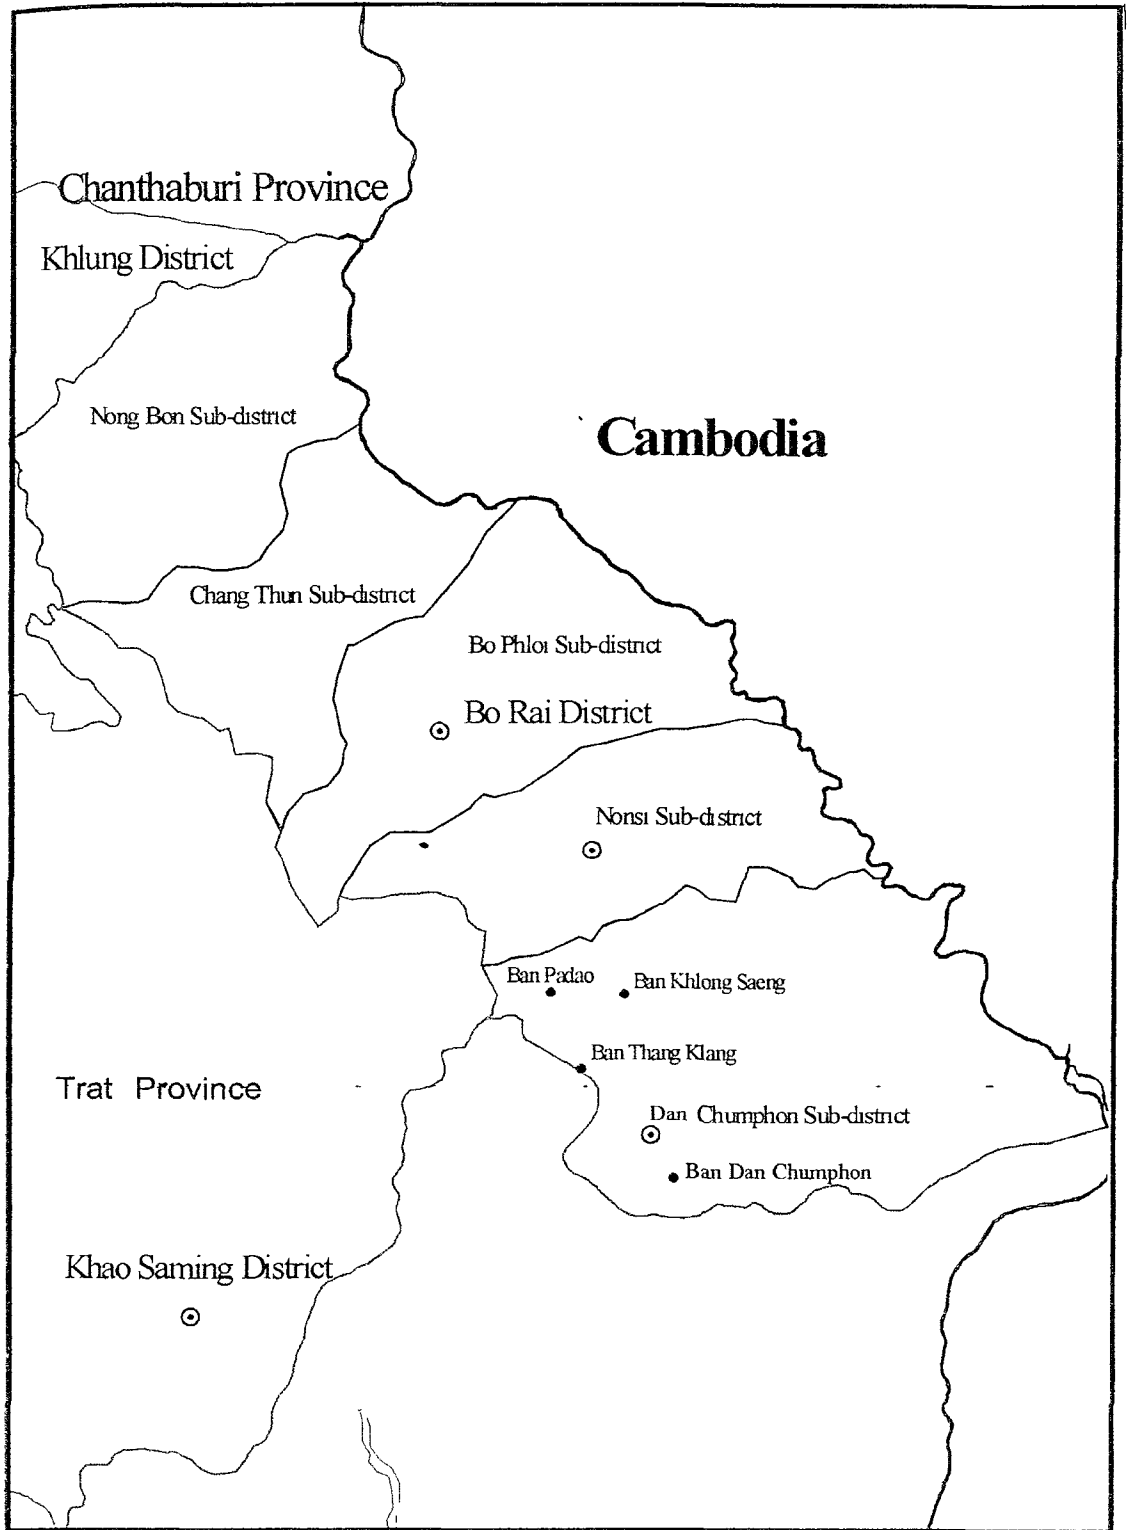 Chanthaburi Province
Khlung District
Nong Bon Sub-district
Cambodia
Chang Thun Sub-district
Bo Phloi Sub-district
Bo Rai District
Nonsi Sub-district
Ban Padao
Ban Khlong Saeng
Ban Thang Klang
Trat Province
Dan Chumphon Sub-district
Ban Dan Chumphon
Khao Saming District